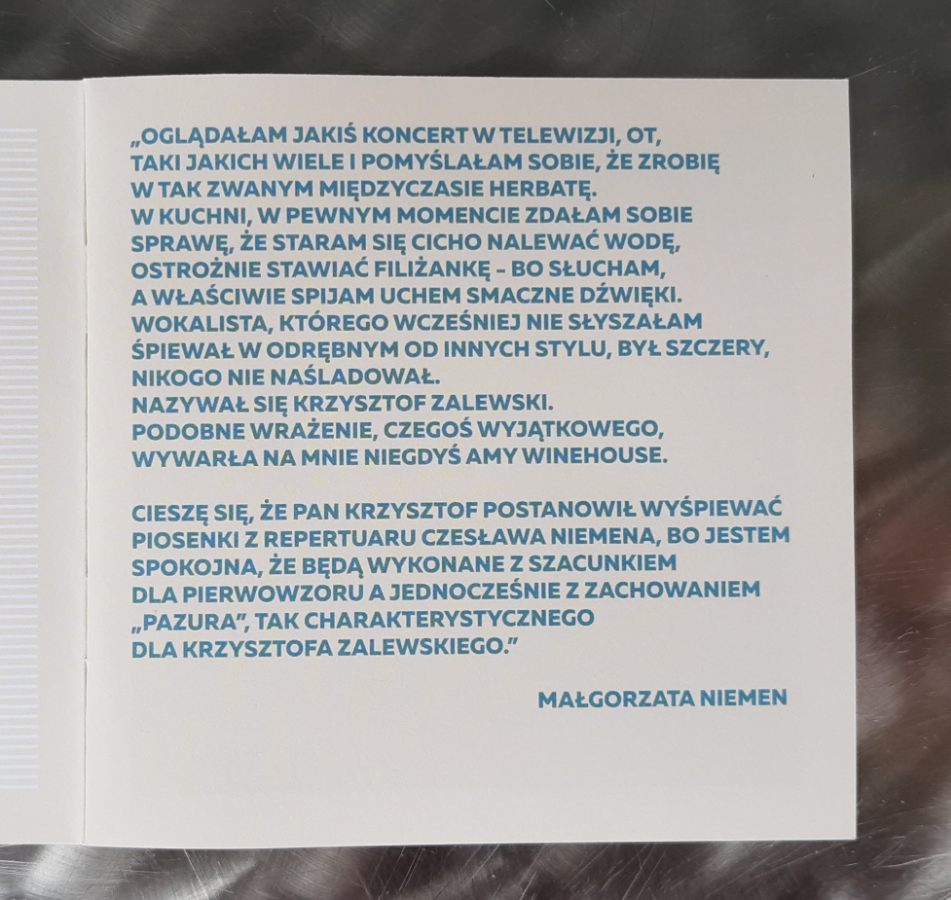 „OGLĄDAŁAM JAKIŚ KONCERT W TELEWIZJI, OT,
TAKI JAKICH WIELE I POMYŚLAŁAM SOBIE, ŻE ZROBIĘ
W TAK ZWANYM MIĘDZYCZASIE HERBATĘ.
W KUCHNI, W PEWNYM MOMENCIE ZDAŁAM SOBIE
SPRAWĘ, ŻE STARAM SIĘ CICHO NALEWAĆ WODĘ,
OSTROŻNIE STAWIAĆ FILIŻANKĘ – BO SŁUCHAM,
A WŁAŚCIWIE SPIJAM UCHEM SMACZNE DŹWIĘKI.
WOKALISTA, KTÓREGO WCZEŚNIEJ NIE SŁYSZAŁAM
ŚPIEWAŁ W ODRĘBNYM OD INNYCH STYLU, BYŁ SZCZERY,
NIKOGO NIE NAŚLADOWAŁ.
NAZYWAŁ SIĘ KRZYSZTOF ZALEWSKI.
PODOBNE WRAŻENIE, CZEGOŚ WYJĄTKOWEGO,
WYWARŁA NA MNIE NIEGDYŚ AMY WINEHOUSE.
CIESZĘ SIĘ, ŻE PAN KRZYSZTOF POSTANOWIŁ WYŚPIEWAĆ
PIOSENKI Z REPERTUARU CZESŁAWA NIEMENA, BO JESTEM
SPOKOJNA, ŻE BĘDĄ WYKONANE Z SZACUNKIEM
DLA PIERWOWZORU A JEDNOCZEŚNIE Z ZACHOWANIEM
„PAZURA”, TAK CHARAKTERYSTYCZNEGO
DLA KRZYSZTOFA ZALEWSKIEGO.”
MAŁGORZATA NIEMEN